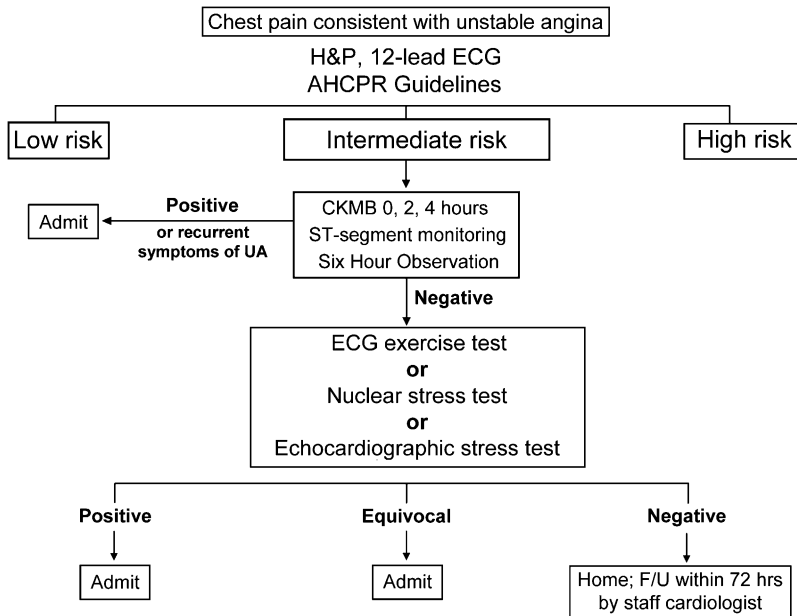 Chest pain consistent with unstable angina
H&P, 12-lead ECG
AHCPR Guidelines
Low risk
Intermediate risk
High risk
Admit
Positive
or recurrent
symptoms of UA
CKMB 0, 2, 4 hours
ST-segment monitoring
Six Hour Observation
Negative
ECG exercise test
or
Nuclear stress test
or
Echocardiographic stress test
Positive
Equivocal
Negative
Admit
Admit
Home; F/U within 72 hrs
by staff cardiologist